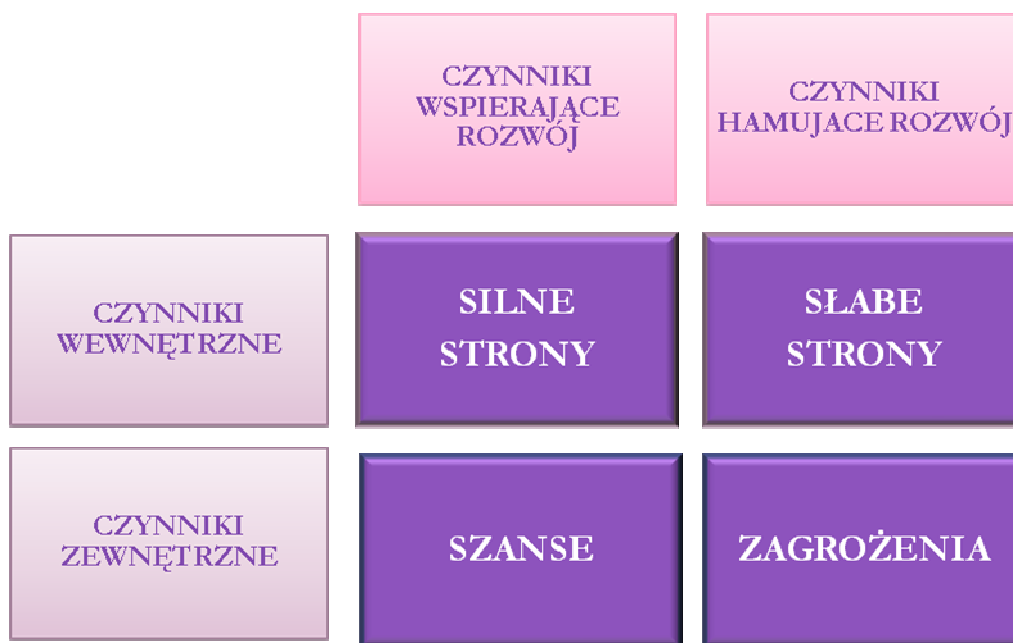 CZYNNIKI
WSPIERAJĄCE
ROZWÓJ
CZYNNIKI
HAMUJACE ROZWÓJ
CZYNNIKI
WEWNĘTRZNE
SILNE
STRONY
SŁABE
STRONY
CZYNNIKI
ZEWNĘTRZNE
SZANSE
ZAGROŻENIA